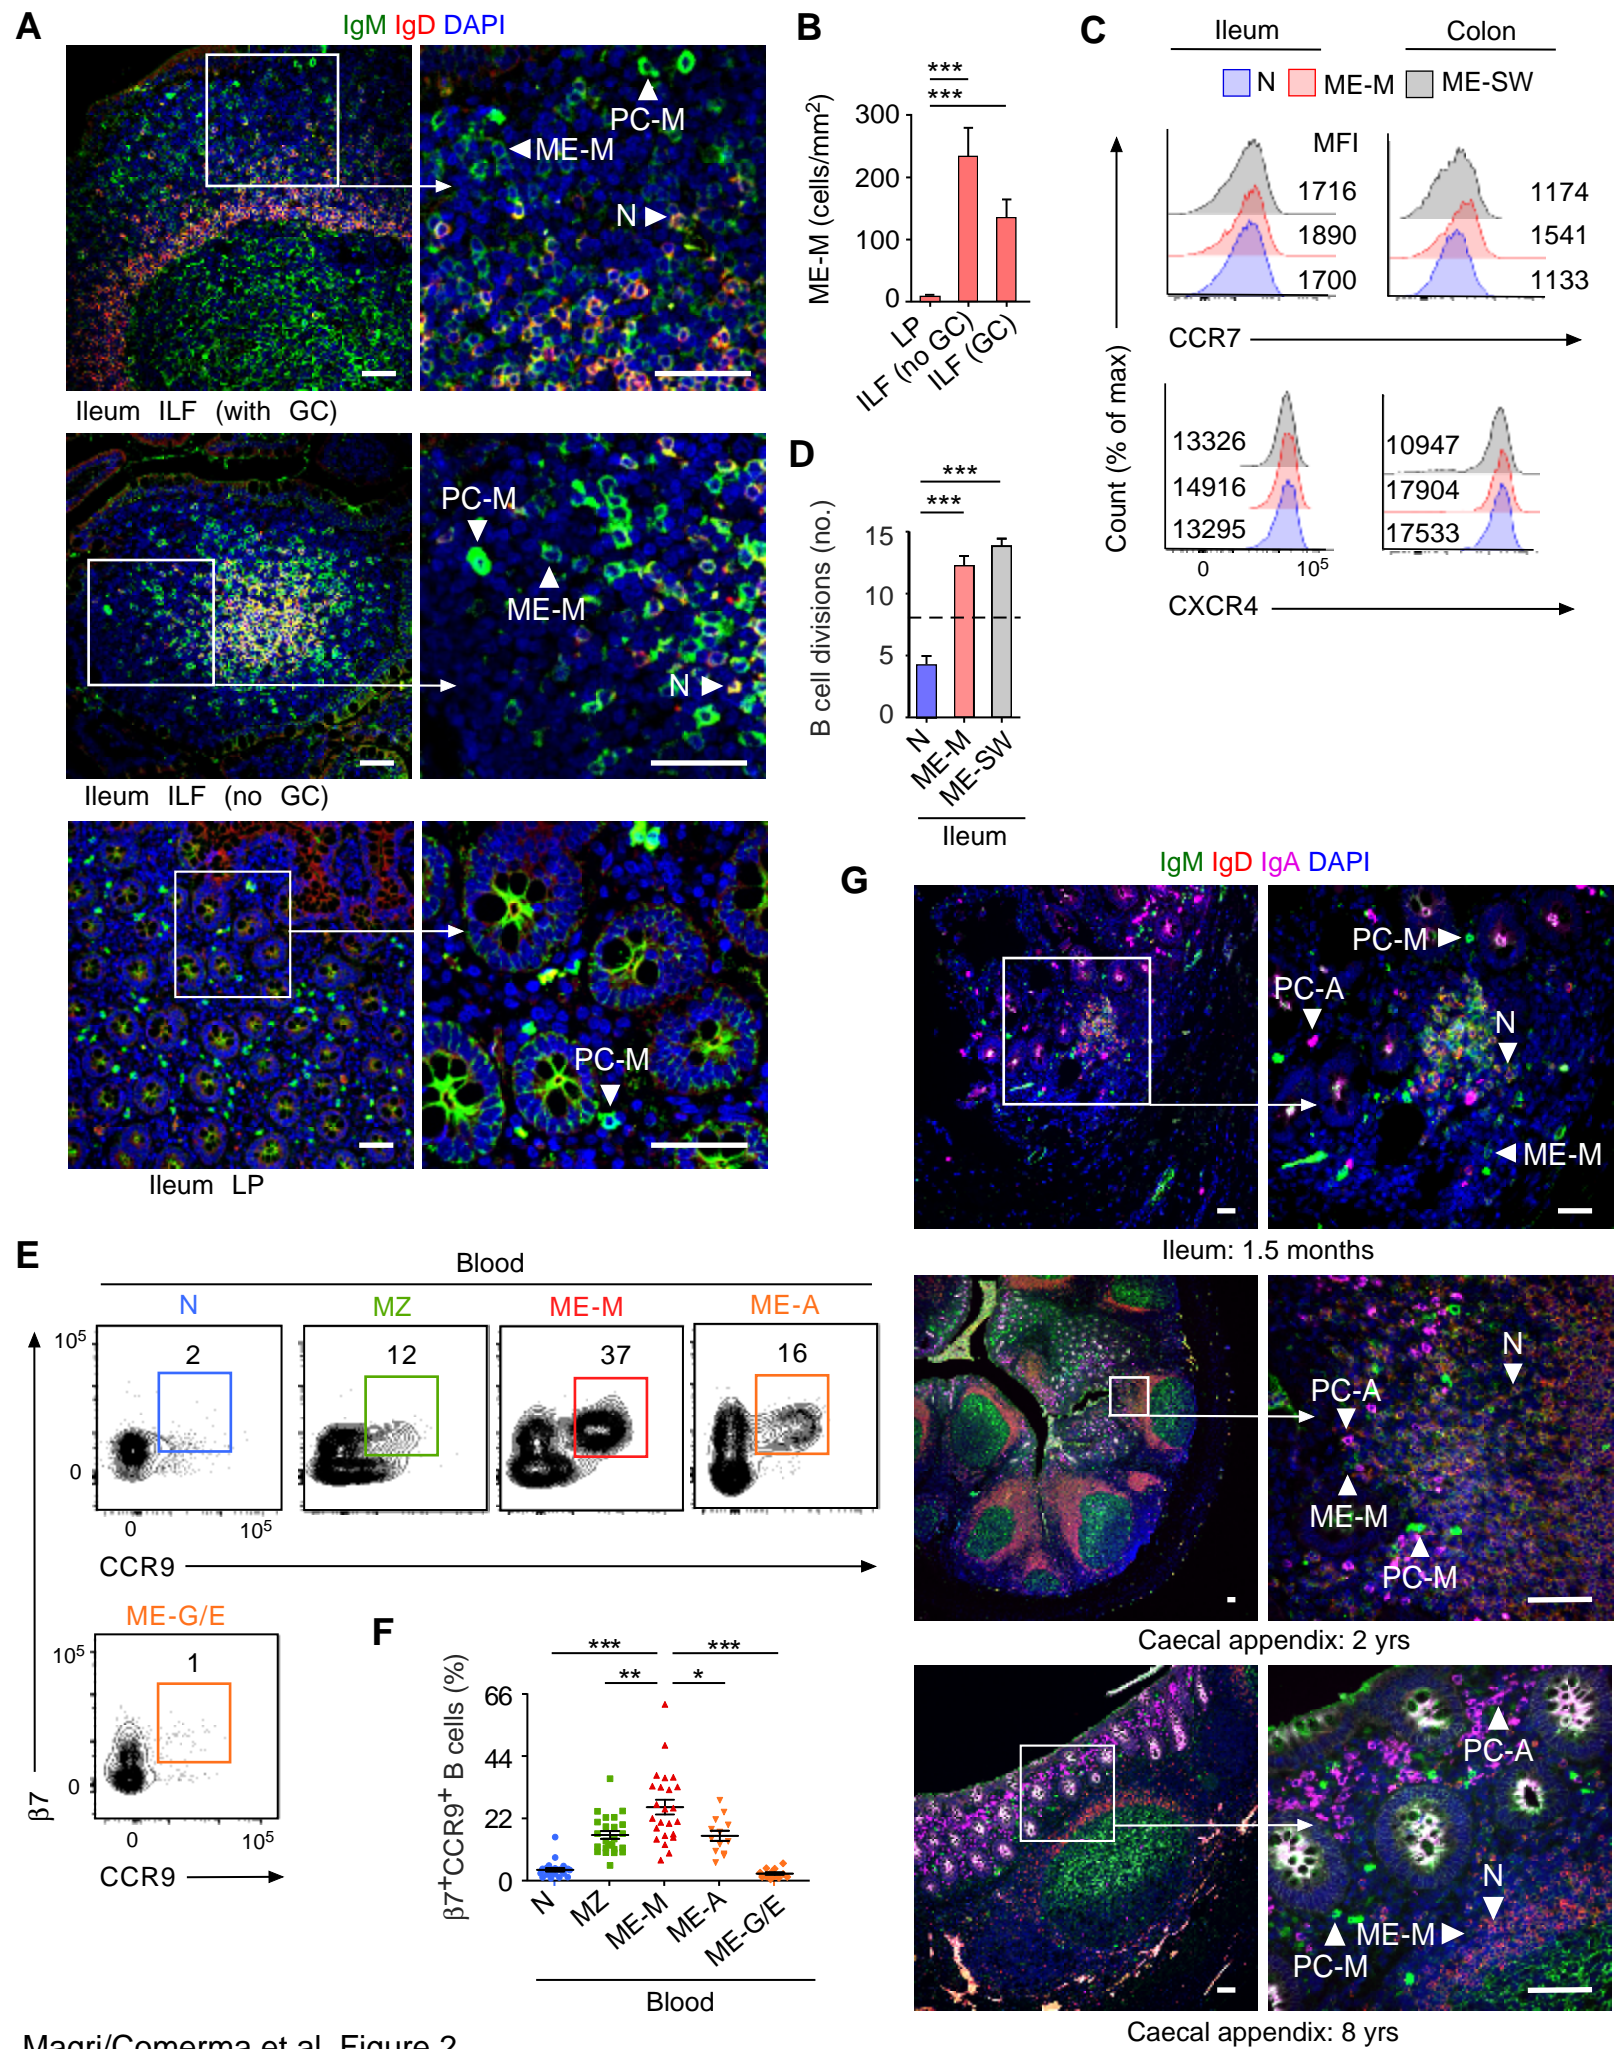 A
IgM IgD DAPI
PC-M
ME-M
N
Ileum ILF (with GC)
PC-M
ME-M
N
Ileum ILF (no GC)
PC-M
Ileum LP
B
***
***
ME-M (cells/mm2)
300
200
100
0
LP
ILF (no GC)
ILF (GC)
C
Ileum Colon
N ME-M ME-SW
MFI
1716
1890
1700
1174
1541
1133
CCR7
Count (% of max)
13326
14916
13295
10947
17904
17533
0 10⁵
CXCR4
D
***
***
B cell divisions (no.)
15
10
5
0
N
ME-M
ME-SW
Ileum
E
Blood
N MZ ME-M ME-A
10⁵ 2 12 37 16
0
0 10⁵
CCR9
ME-G/E
10⁵ 1
0
0 10⁵
β7
CCR9
F
*** ***
** *
β7⁺CCR9⁺ B cells (%)
66
44
22
0
N
MZ
ME-M
ME-A
ME-G/E
Blood
G
IgM IgD IgA DAPI
PC-M
PC-A
N
ME-M
Ileum: 1.5 months
N
PC-A
ME-M
PC-M
Caecal appendix: 2 yrs
PC-A
N
ME-M
PC-M
Caecal appendix: 8 yrs
Magri/Comerma et al. Figure 2